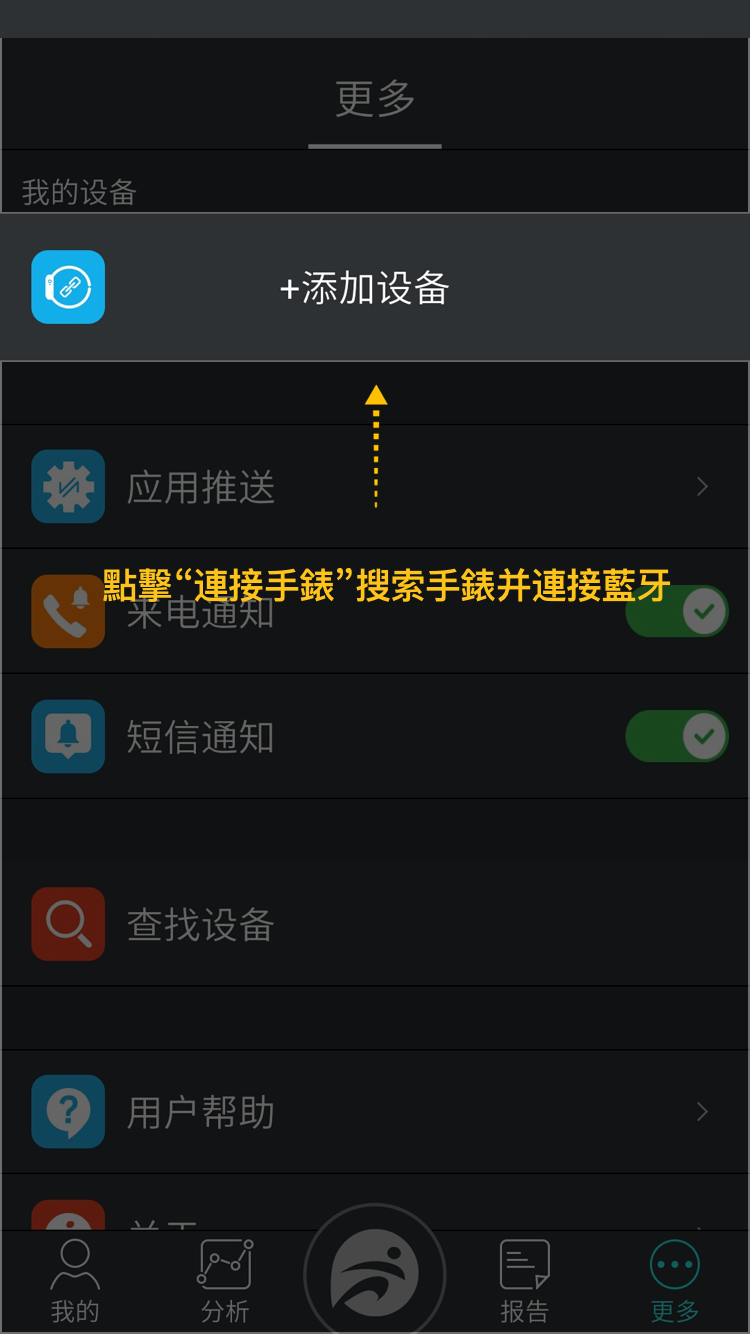 更多
我的设备
+添加设备
应用推送
點擊“連接手錶”搜索手錶并連接藍牙
来电通知
短信通知
查找设备
用户帮助
我的
分析
报告
更多